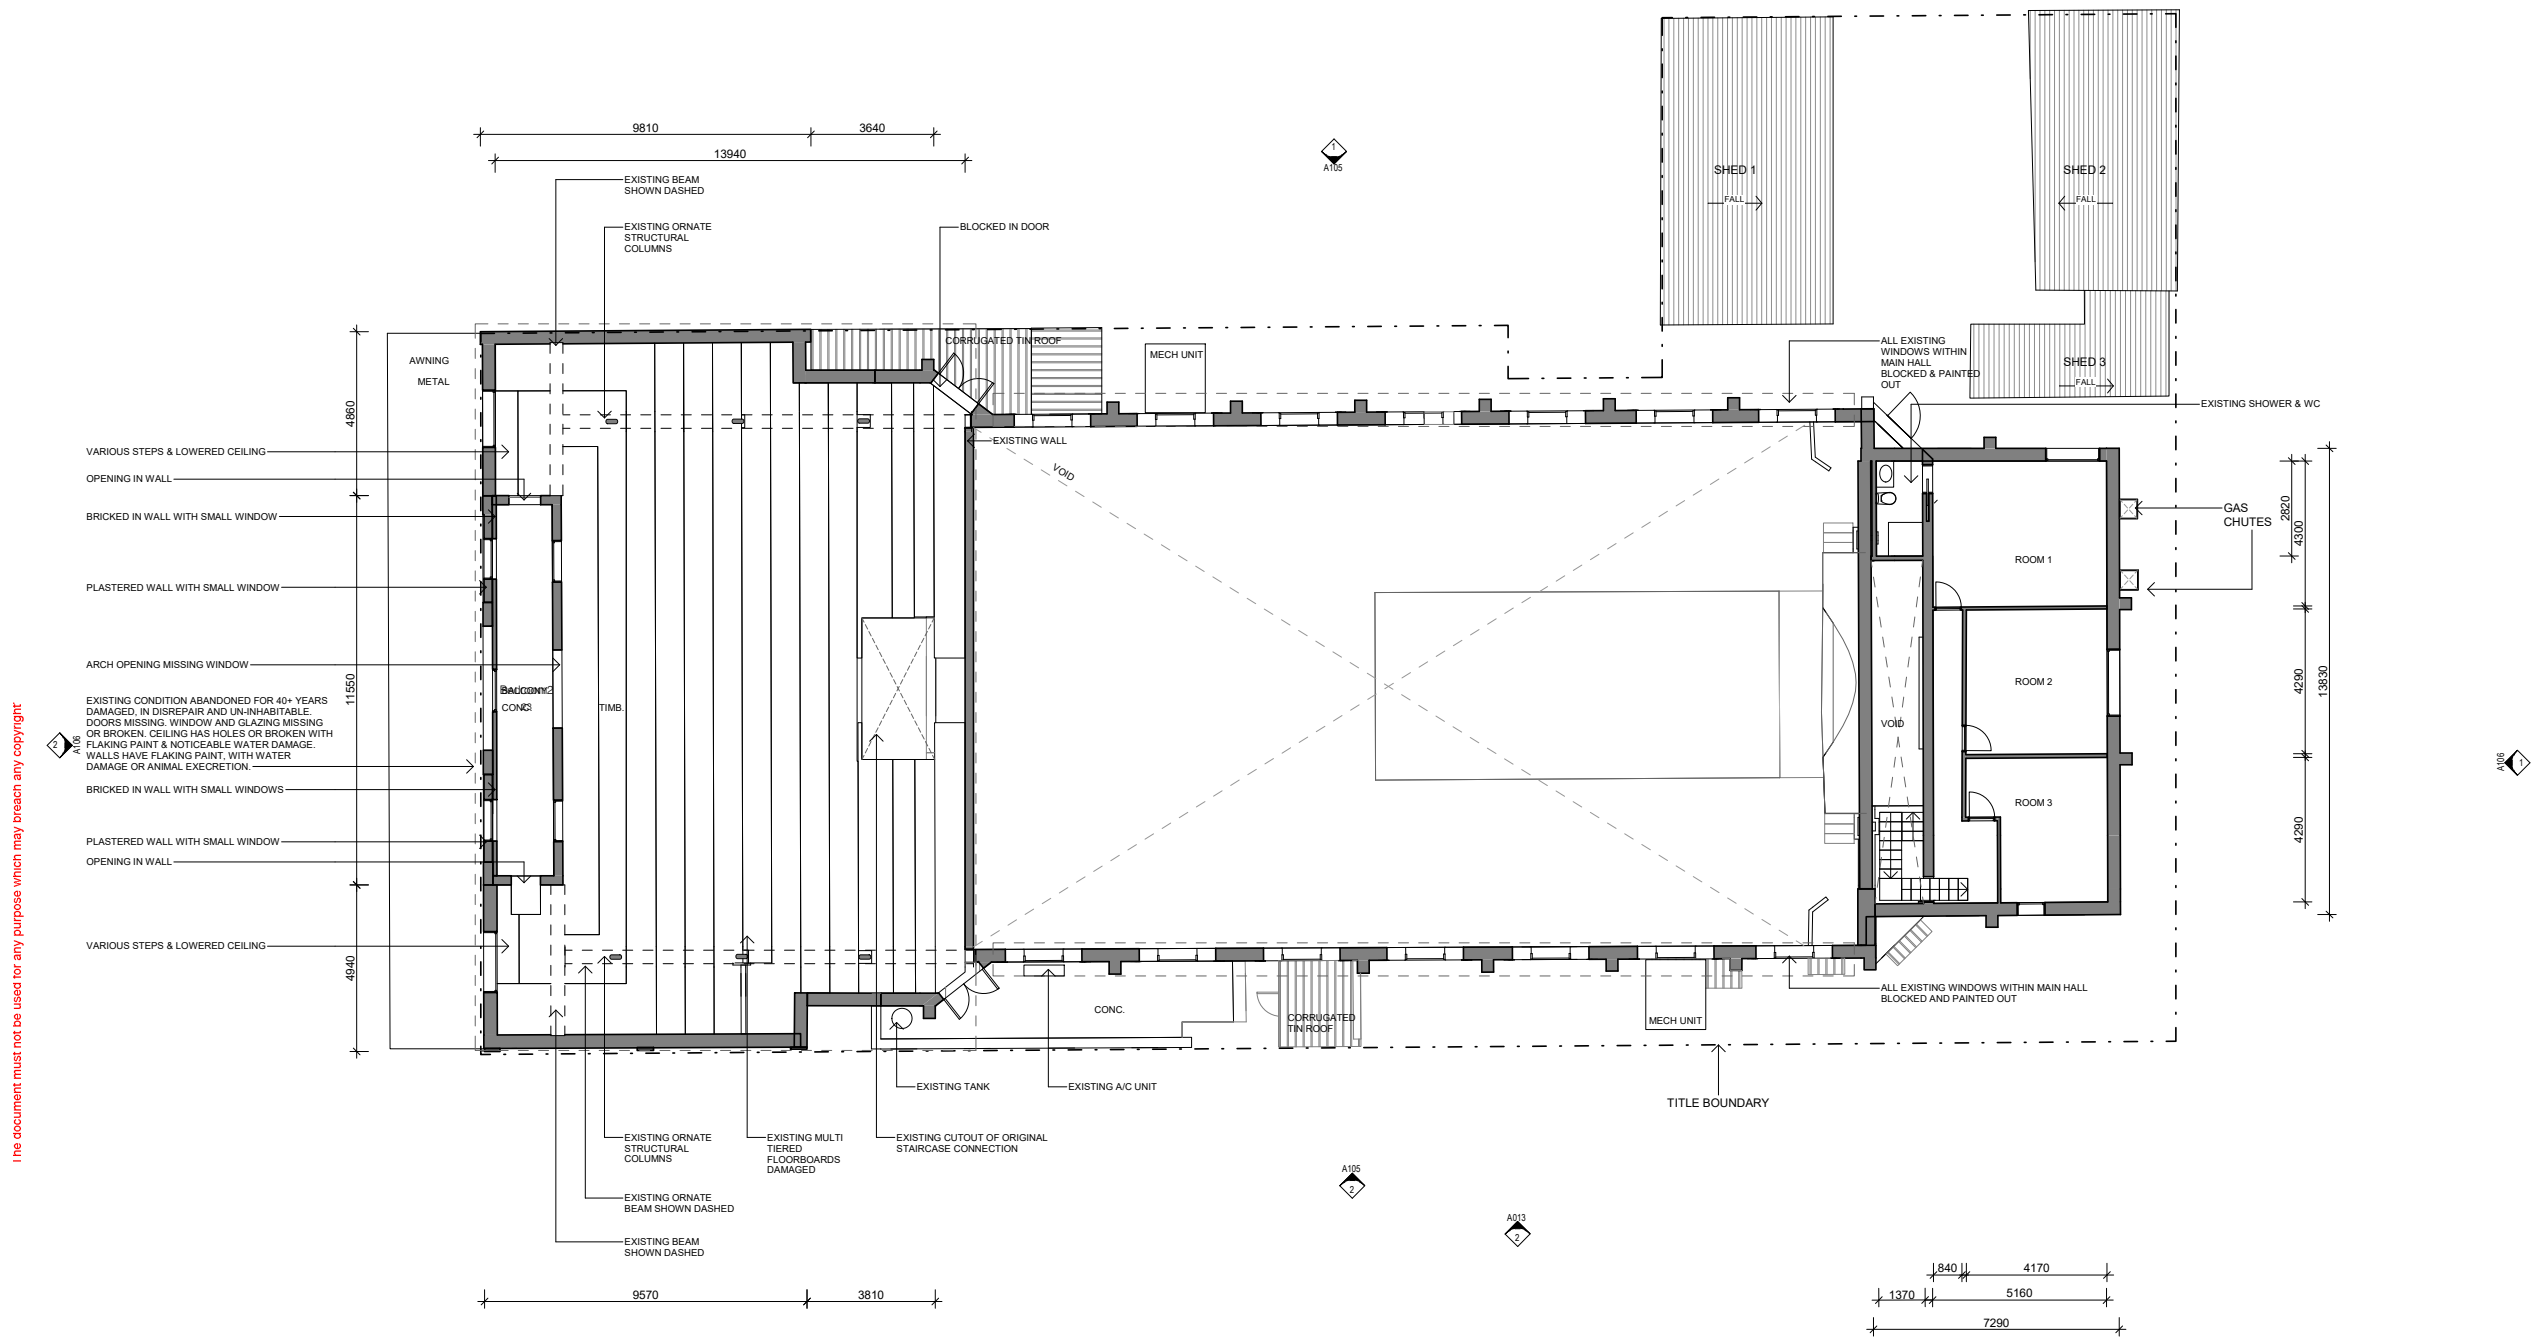 9810
3640
13940
EXISTING BEAM
SHOWN DASHED
EXISTING ORNATE
STRUCTURAL
COLUMNS
BLOCKED IN DOOR
1
A105
SHED 1
FALL
SHED 2
FALL
SHED 3
FALL
AWNING
METAL
CORRUGATED TIN ROOF
MECH UNIT
ALL EXISTING
WINDOWS WITHIN
MAIN HALL
BLOCKED & PAINTED
OUT
EXISTING SHOWER & WC
EXISTING WALL
VOID
4860
11550
4940
VARIOUS STEPS & LOWERED CEILING
OPENING IN WALL
BRICKED IN WALL WITH SMALL WINDOW
PLASTERED WALL WITH SMALL WINDOW
ARCH OPENING MISSING WINDOW
EXISTING CONDITION ABANDONED FOR 40+ YEARS
DAMAGED, IN DISREPAIR AND UN-INHABITABLE.
DOORS MISSING. WINDOW AND GLAZING MISSING
OR BROKEN. CEILING HAS HOLES OR BROKEN WITH
FLAKING PAINT & NOTICEABLE WATER DAMAGE.
WALLS HAVE FLAKING PAINT, WITH WATER
DAMAGE OR ANIMAL EXECRETION.
BRICKED IN WALL WITH SMALL WINDOWS
PLASTERED WALL WITH SMALL WINDOW
OPENING IN WALL
VARIOUS STEPS & LOWERED CEILING
2
A106
CONC.
TIMB.
VOID
ROOM 1
ROOM 2
ROOM 3
GAS
CHUTES
2820
4300
4290
13830
4290
A106
1
CONC.
CORRUGATED
TIN ROOF
MECH UNIT
ALL EXISTING WINDOWS WITHIN MAIN HALL
BLOCKED AND PAINTED OUT
EXISTING TANK
EXISTING A/C UNIT
TITLE BOUNDARY
EXISTING ORNATE
STRUCTURAL
COLUMNS
EXISTING MULTI
TIERED
FLOORBOARDS
DAMAGED
EXISTING CUTOUT OF ORIGINAL
STAIRCASE CONNECTION
EXISTING ORNATE
BEAM SHOWN DASHED
EXISTING BEAM
SHOWN DASHED
A105
2
A013
2
9570
3810
840
4170
1370
5160
7290
The document must not be used for any purpose which may breach any copyright